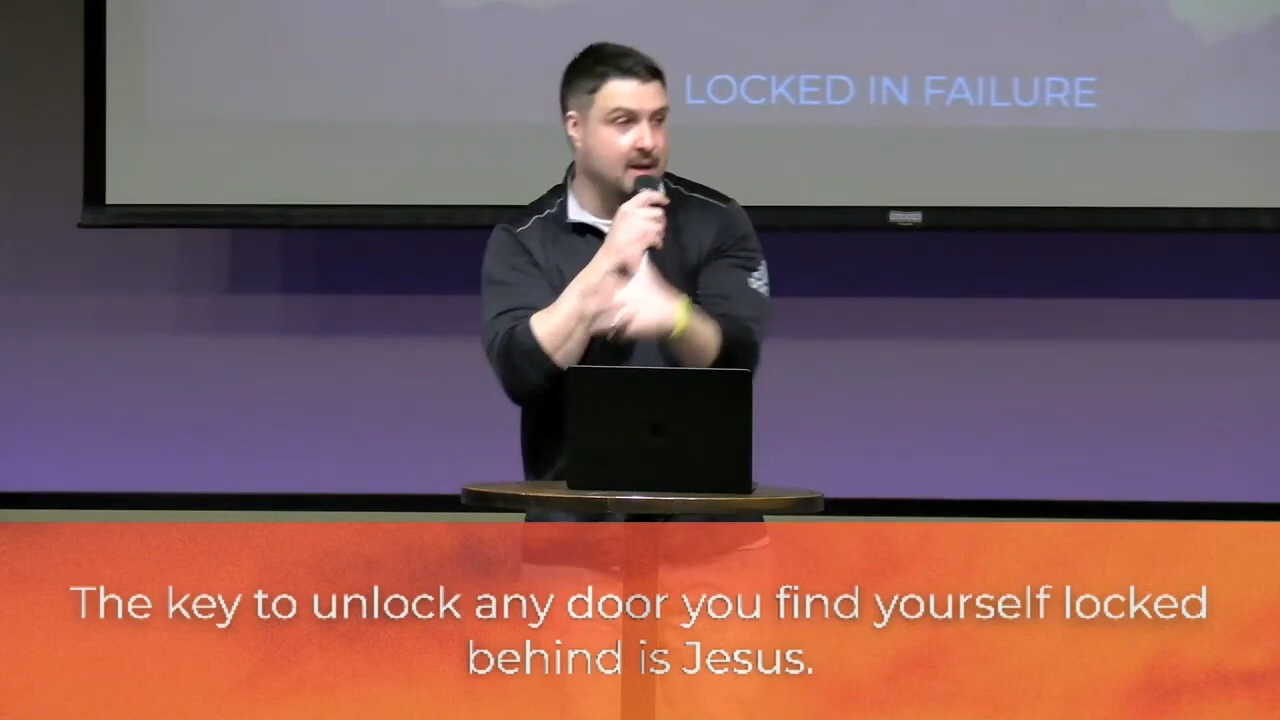 LOCKED IN FAILURE
The key to unlock any door you find yourself locked
behind is Jesus.